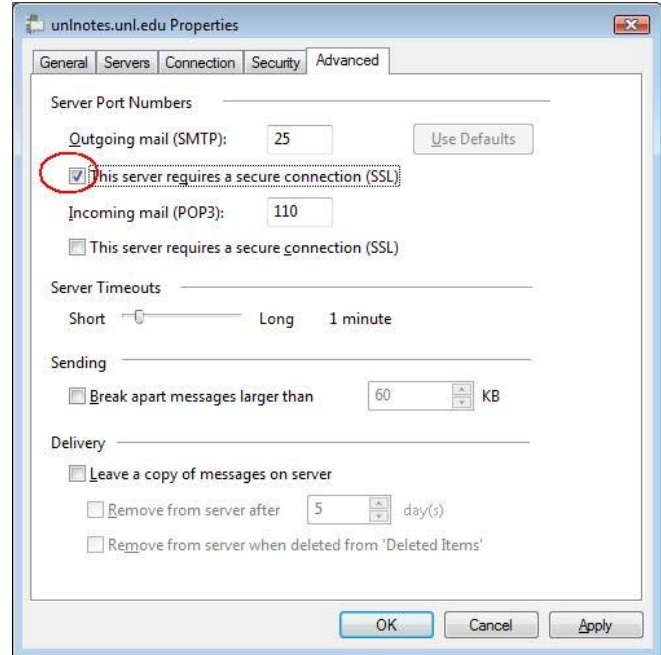 unlnotes.unl.edu Properties
General Servers Connection Security Advanced
Server Port Numbers
Outgoing mail (SMTP): 25 Use Defaults
This server requires a secure connection (SSL)
Incoming mail (POP3): 110
This server requires a secure connection (SSL)
Server Timeouts
Short Long 1 minute
Sending
Break apart messages larger than 60 KB
Delivery
Leave a copy of messages on server
Remove from server after 5 day(s)
Remove from server when deleted from 'Deleted Items'
OK Cancel Apply